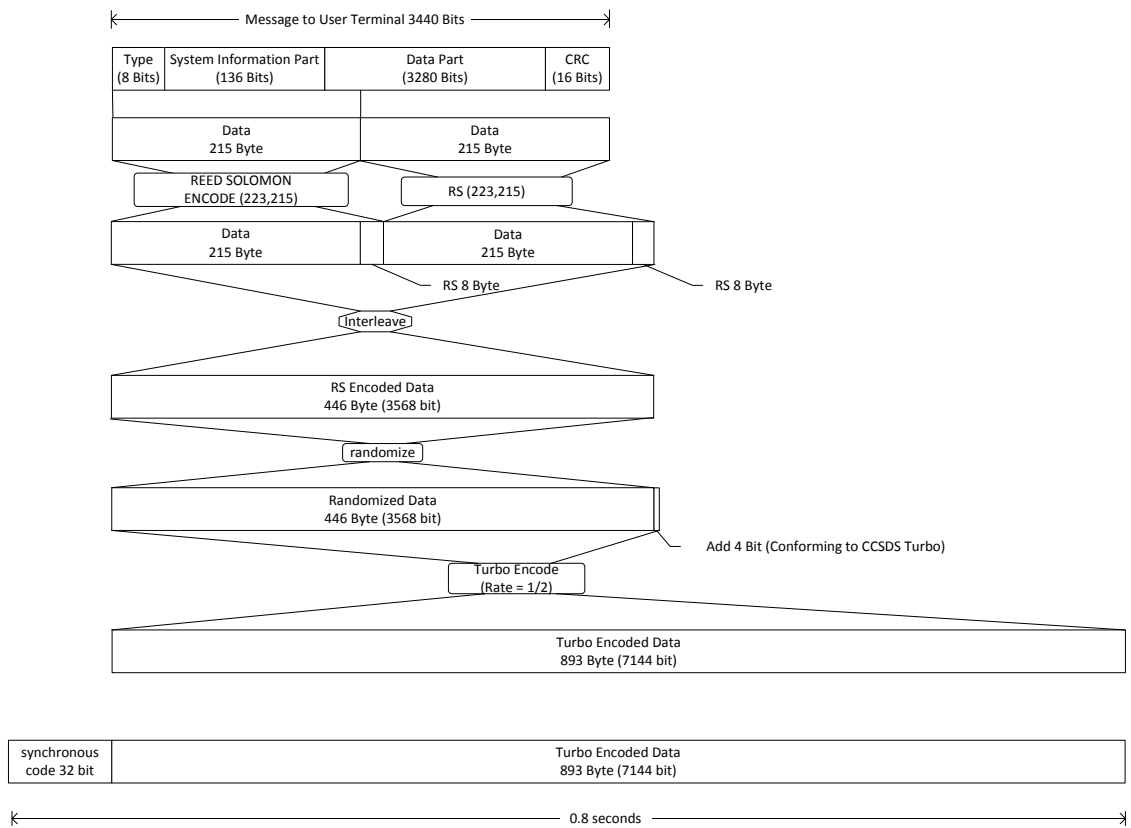 Message to User Terminal 3440 Bits
Type
(8 Bits)
System Information Part
(136 Bits)
Data Part
(3280 Bits)
CRC
(16 Bits)
Data
215 Byte
Data
215 Byte
REED SOLOMON
ENCODE (223,215)
RS (223,215)
Data
215 Byte
Data
215 Byte
RS 8 Byte
RS 8 Byte
Interleave
RS Encoded Data
446 Byte (3568 bit)
randomize
Randomized Data
446 Byte (3568 bit)
Add 4 Bit (Conforming to CCSDS Turbo)
Turbo Encode
(Rate = 1/2)
Turbo Encoded Data
893 Byte (7144 bit)
synchronous
code 32 bit
Turbo Encoded Data
893 Byte (7144 bit)
0.8 seconds